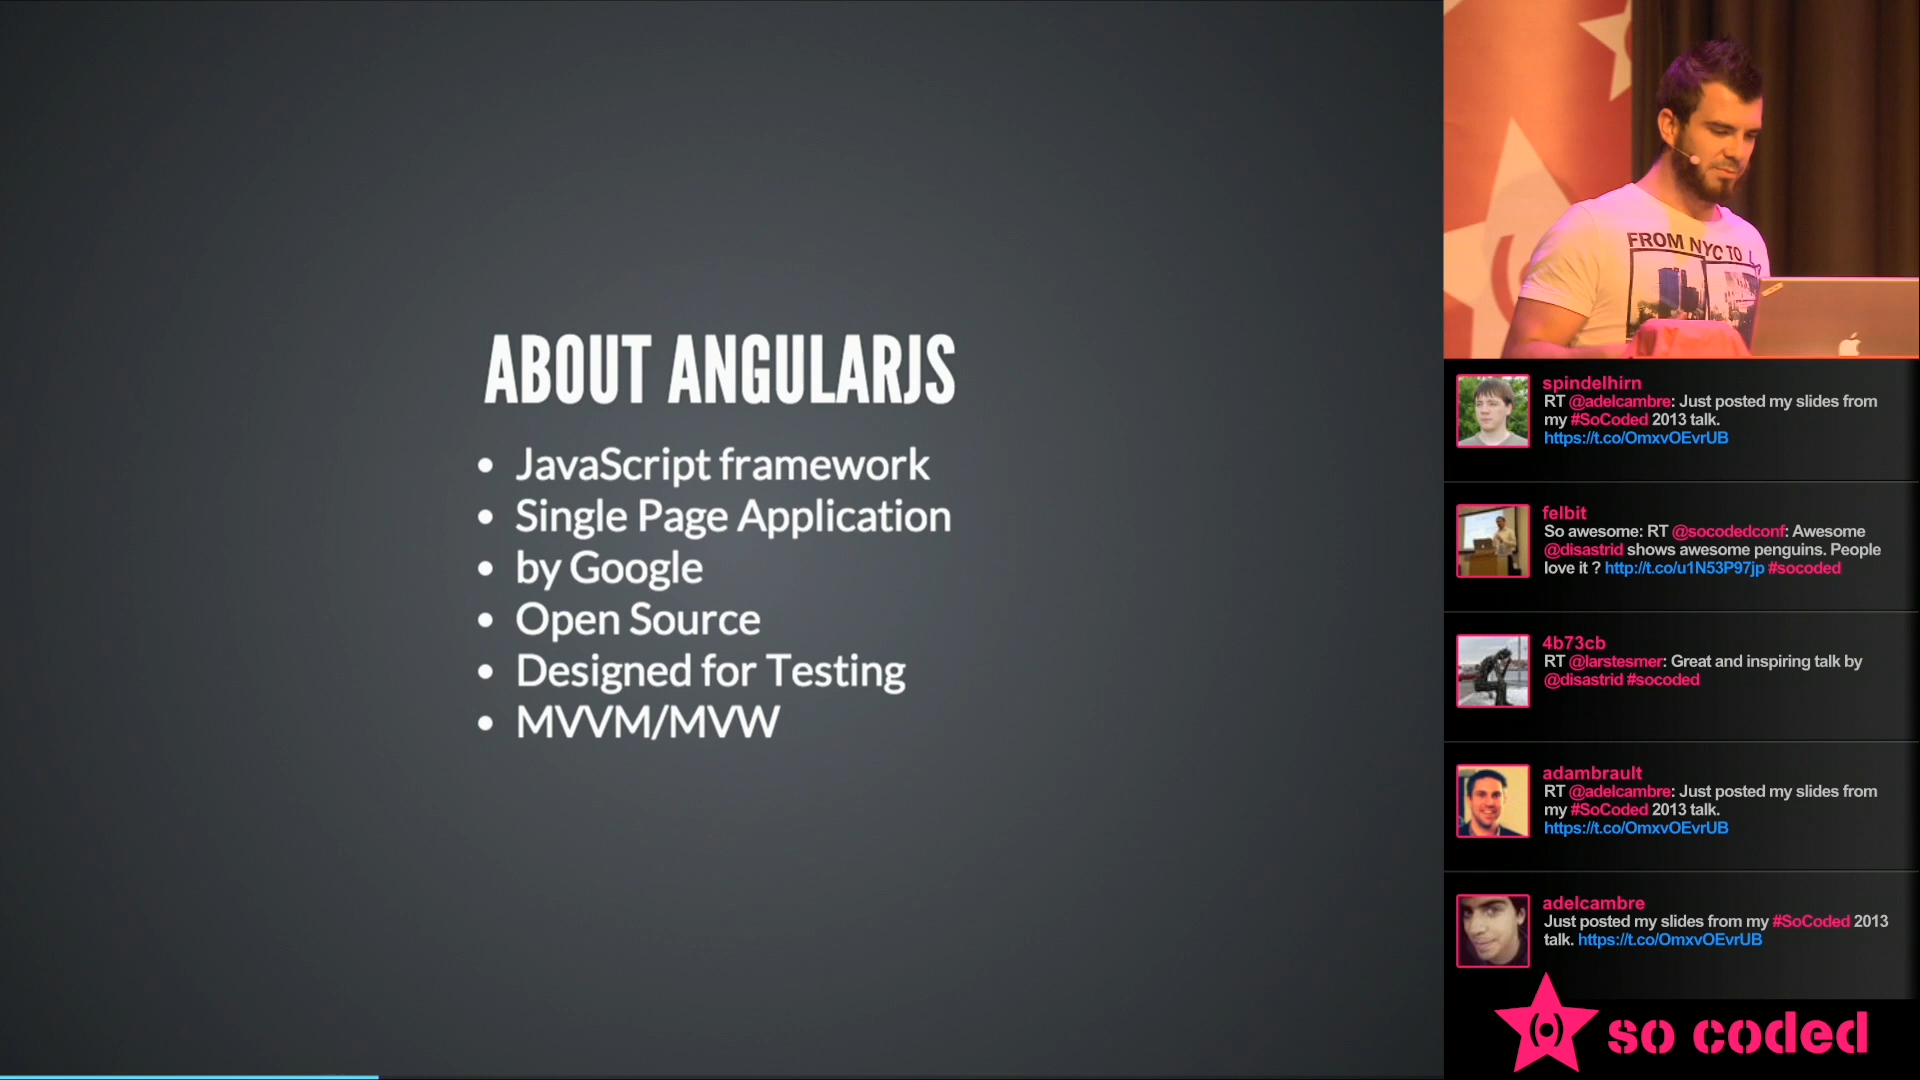 ABOUT ANGULARJS
• JavaScript framework
• Single Page Application
• by Google
• Open Source
• Designed for Testing
• MVVM/MVW
FROM NYC TO
spindelhirn
RT @adelcambre: Just posted my slides from
my #SoCoded 2013 talk.
https://t.co/OmxvOEvrUB
felbit
So awesome: RT @socodedconf: Awesome
@disastrid shows awesome penguins. People
love it ? http://t.co/u1N53P97jp #socoded
4b73cb
RT @larstesmer: Great and inspiring talk by
@disastrid #socoded
adambrault
RT @adelcambre: Just posted my slides from
my #SoCoded 2013 talk.
https://t.co/OmxvOEvrUB
adelcambre
Just posted my slides from my #SoCoded 2013
talk. https://t.co/OmxvOEvrUB
so coded